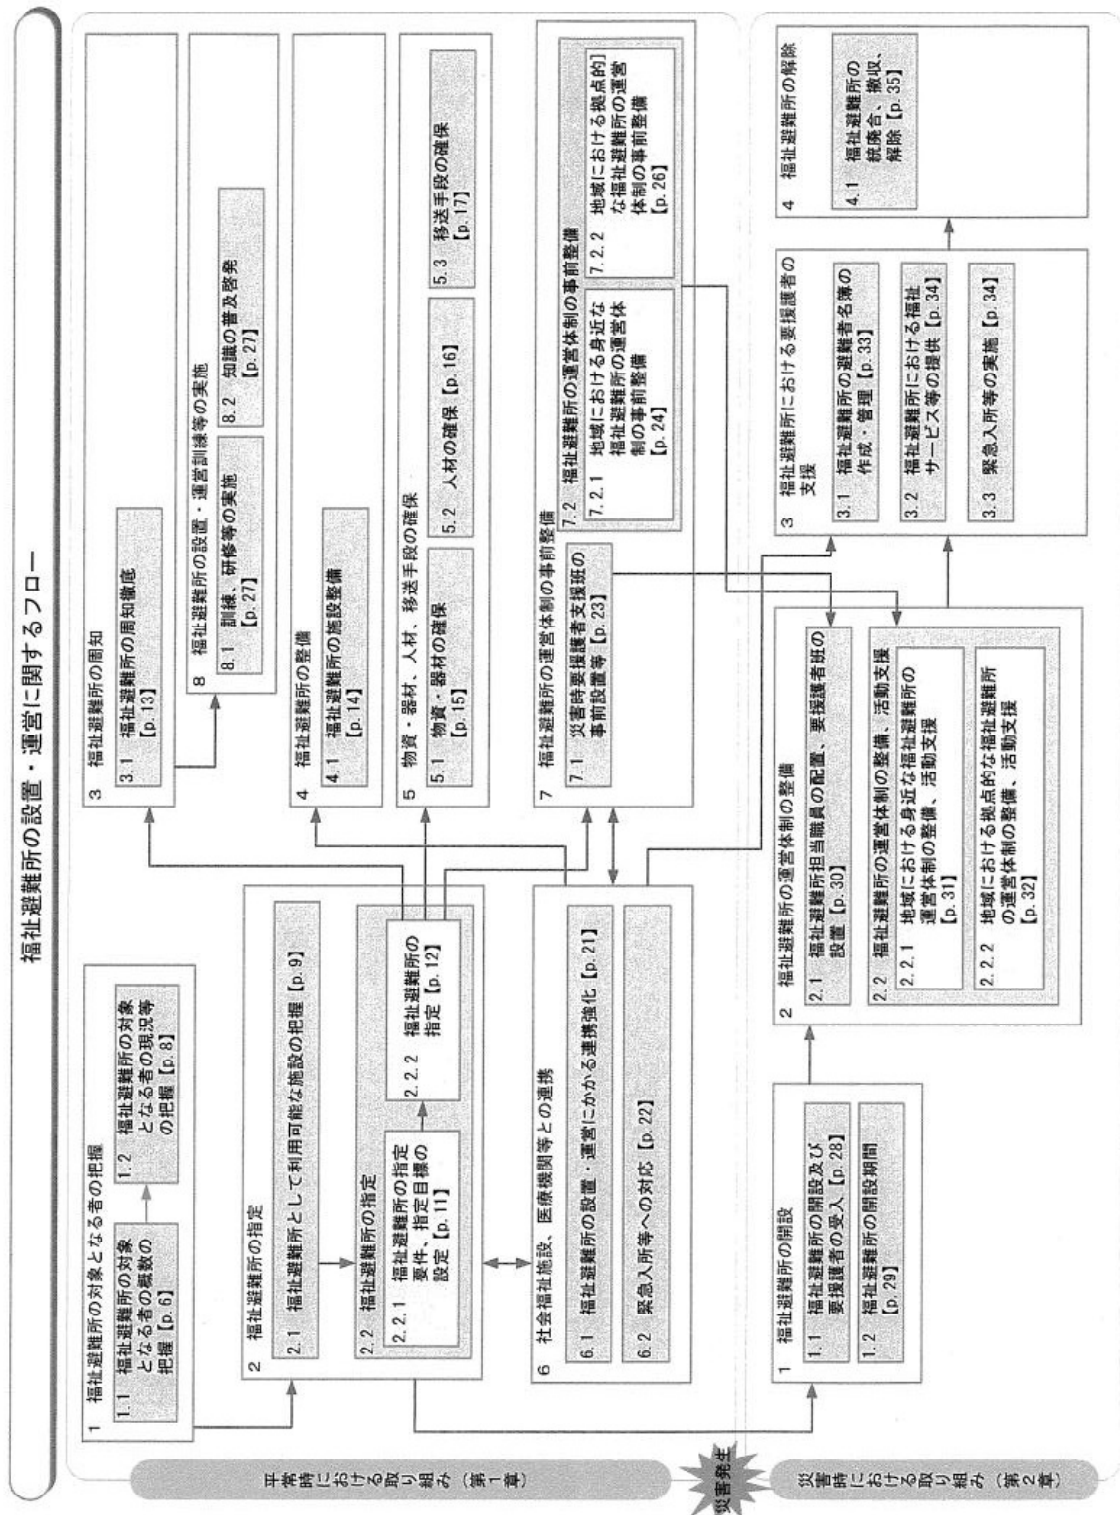 福祉避難所の設置・運営に関するフロー
平常時における取り組み（第１章）
1 福祉避難所の対象となる者の把握
1.1 福祉避難所の対象
となる者の概数の
把握【p.6】
1.2 福祉避難所の対象
となる者の現況等
の把握【p.8】
2 福祉避難所の指定
2.1 福祉避難所として利用可能な施設の把握【p.9】
2.2 福祉避難所の指定
2.2.1 福祉避難所の指定
要件、指定目標の
設定【p.11】
2.2.2 福祉避難所の
指定【p.12】
3 福祉避難所の周知
3.1 福祉避難所の周知徹底
【p.13】
8 福祉避難所の設置・運営訓練等の実施
8.1 訓練、研修等の実施
【p.27】
8.2 知識の普及啓発
【p.27】
4 福祉避難所の整備
4.1 福祉避難所の施設整備
【p.14】
5 物資・器材、人材、移送手段の確保
5.1 物資・器材の確保
【p.15】
5.2 人材の確保【p.16】
5.3 移送手段の確保
【p.17】
6 社会福祉施設、医療機関等との連携
6.1 福祉避難所の設置・運営にかかる連携強化【p.21】
6.2 緊急入所等への対応【p.22】
7 福祉避難所の運営体制の事前整備
7.1 災害時要援護者支援班の
事前設置等【p.23】
7.2 福祉避難所の運営体制の事前整備
7.2.1 地域における身近な
福祉避難所の運営体
制の事前整備
【p.24】
7.2.2 地域における拠点的]
な福祉避難所の運営
体制の事前整備
【p.26】
災害発生
災害時における取り組み（第２章）
1 福祉避難所の開設
1.1 福祉避難所の開設及び
要援護者の受入【p.28】
1.2 福祉避難所の開設期間
【p.29】
2 福祉避難所の運営体制の整備
2.1 福祉避難所担当職員の配置、要援護者班の
設置【p.30】
2.2 福祉避難所の運営体制の整備、活動支援
2.2.1 地域における身近な福祉避難所の
運営体制の整備、活動支援
【p.31】
2.2.2 地域における拠点的な福祉避難所
の運営体制の整備、活動支援
【p.32】
3 福祉避難所における要援護者の
支援
3.1 福祉避難所の避難者名簿の
作成・管理【p.33】
3.2 福祉避難所における福祉
サービス等の提供【p.34】
3.3 緊急入所等の実施【p.34】
4 福祉避難所の解除
4.1 福祉避難所の
統廃合、撤収、
解除【p.35】